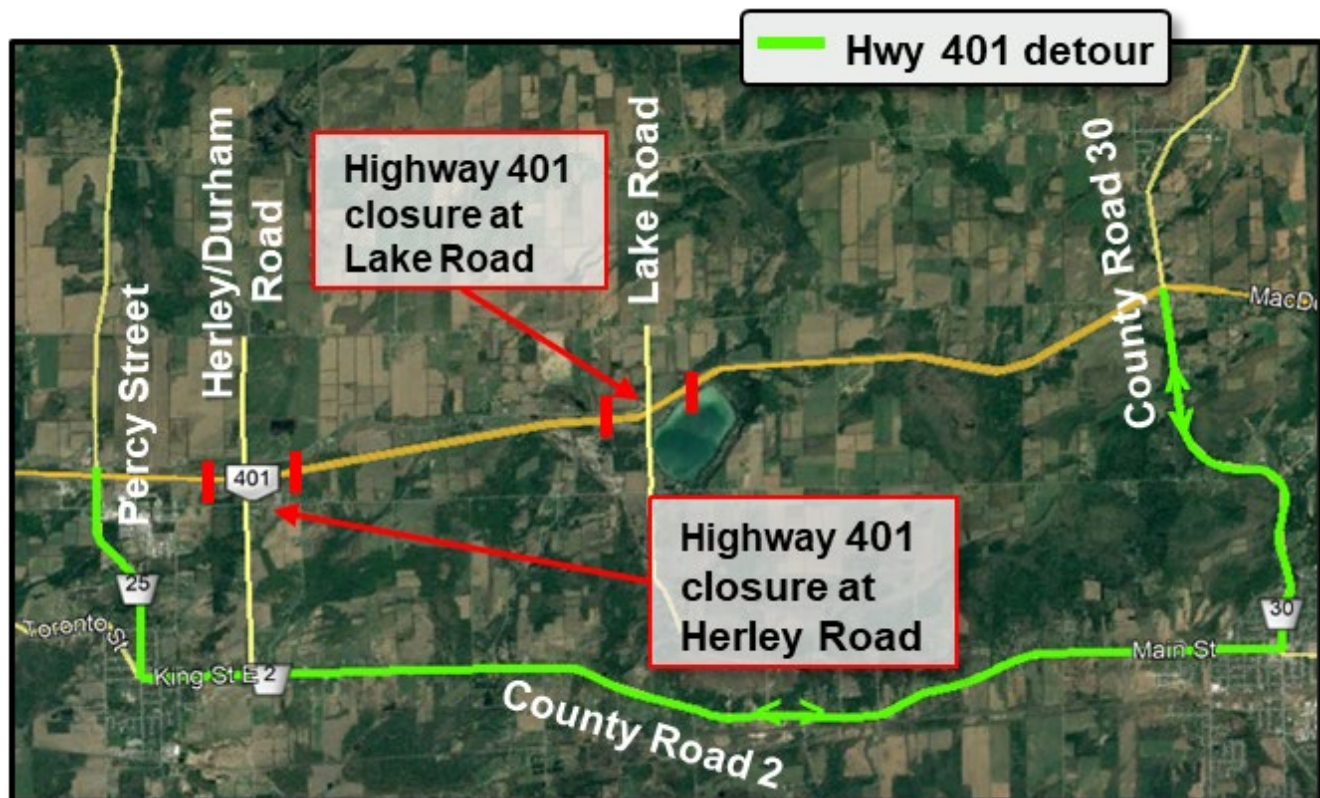 Hwy 401 detour
Herley/Durham
Road
Highway 401
closure at
Lake Road
Lake Road
County Road 30
MacDo
Percy Street
401
Highway 401
closure at
Herley Road
25
Toronto St
King St E
2
County Road 2
Main St
30